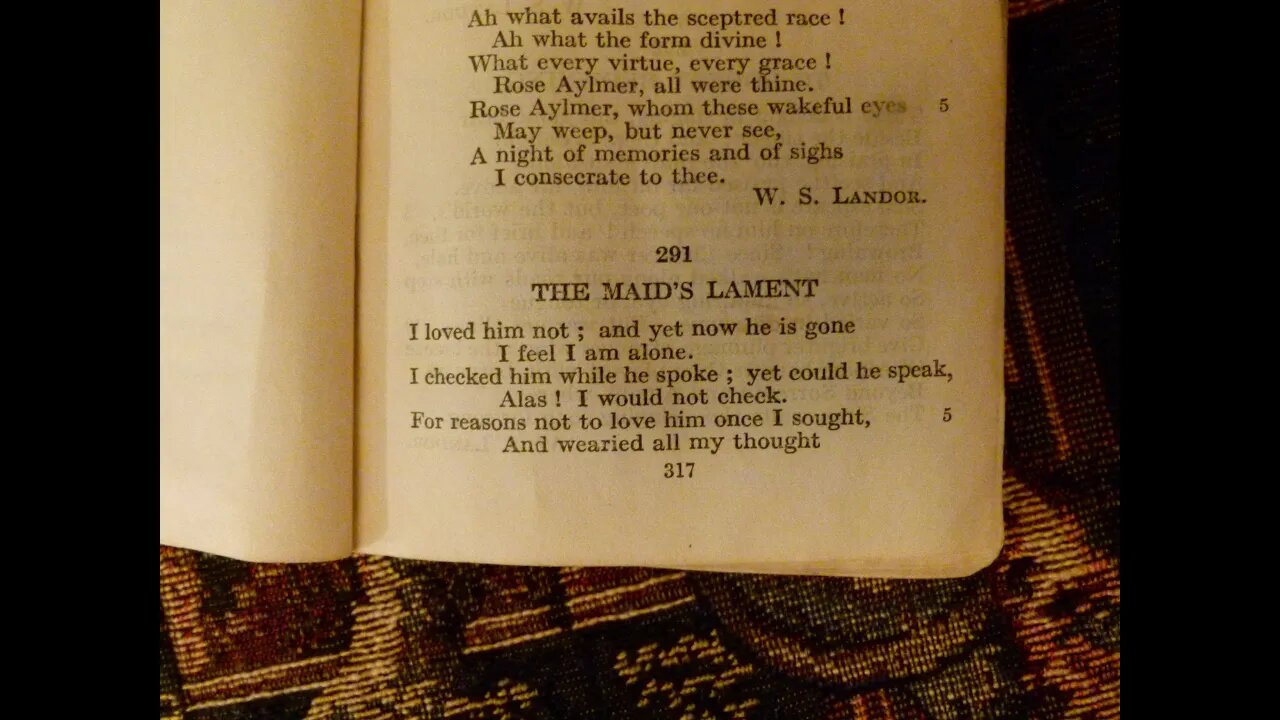 Ah what avails the sceptred race !
Ah what the form divine !
What every virtue, every grace !
Rose Aylmer, all were thine.
Rose Aylmer, whom these wakeful eyes 5
May weep, but never see,
A night of memories and of sighs
I consecrate to thee.
W. S. LANDOR.
291
THE MAID'S LAMENT
I loved him not ; and yet now he is gone
I feel I am alone.
I checked him while he spoke ; yet could he speak,
Alas ! I would not check.
For reasons not to love him once I sought, 5
And wearied all my thought
317